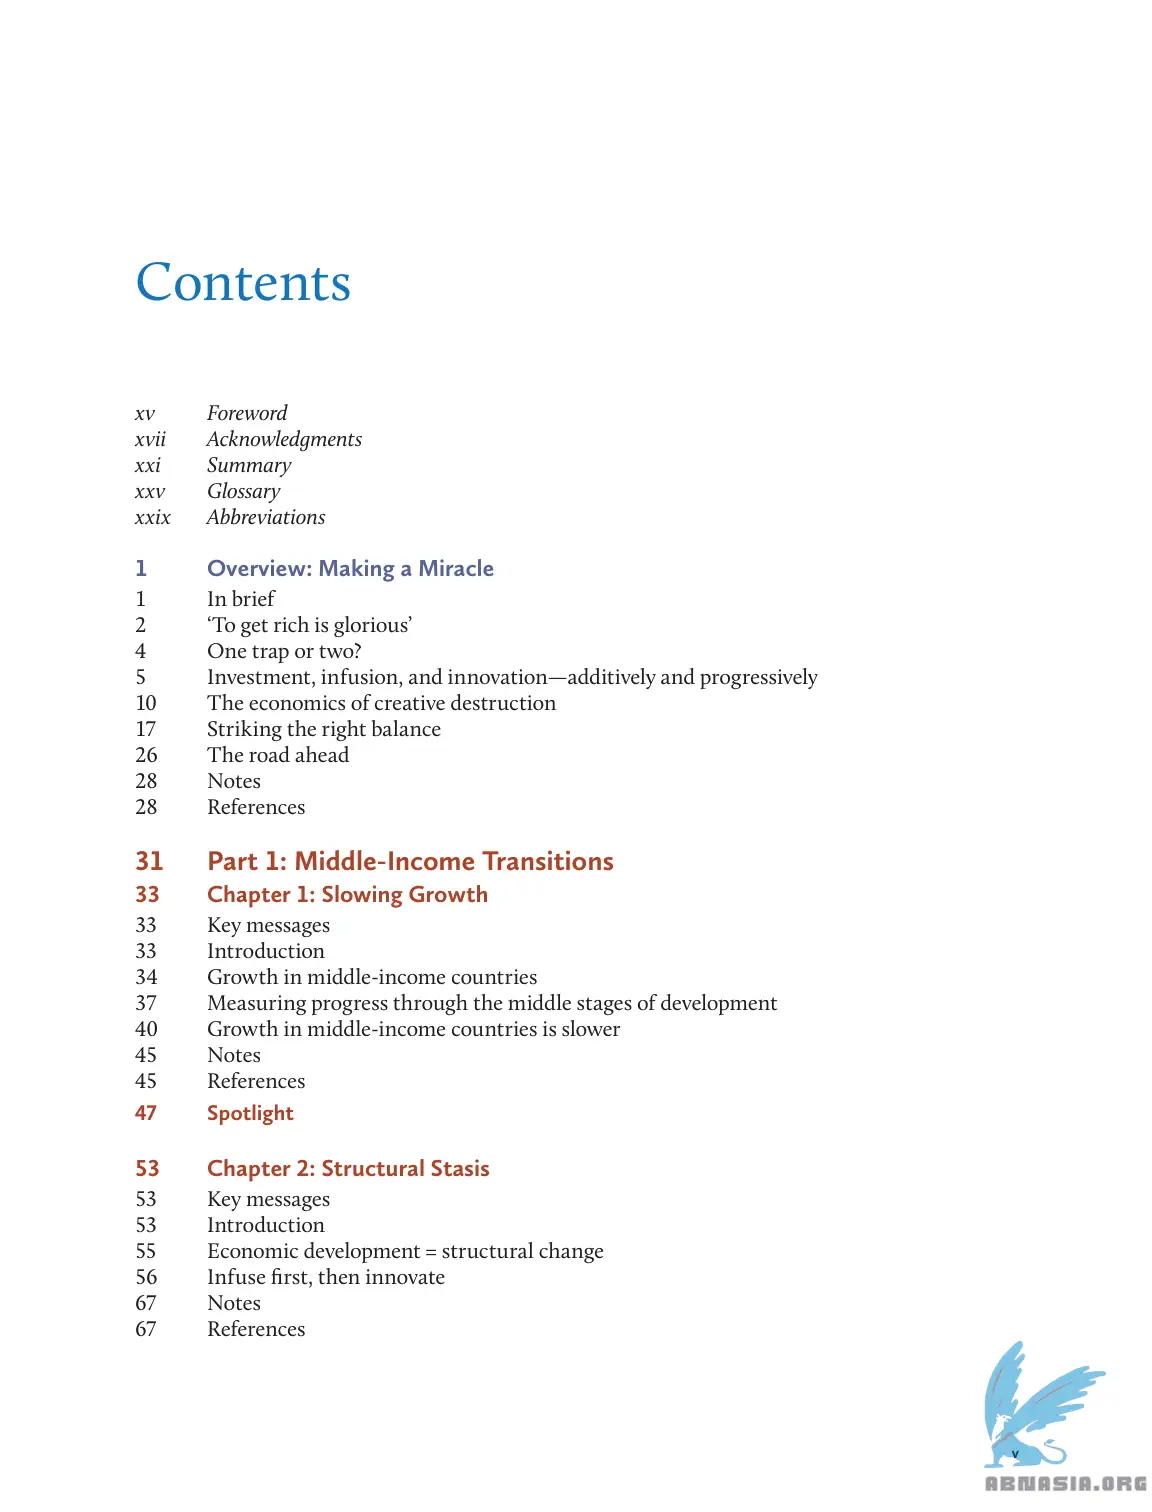 Contents
xv Foreword
xvii Acknowledgments
xxi Summary
xxv Glossary
xxix Abbreviations
1 Overview: Making a Miracle
1 In brief
2 ‘To get rich is glorious’
4 One trap or two?
5 Investment, infusion, and innovation—additively and progressively
10 The economics of creative destruction
17 Striking the right balance
26 The road ahead
28 Notes
28 References
31 Part 1: Middle-Income Transitions
33 Chapter 1: Slowing Growth
33 Key messages
33 Introduction
34 Growth in middle-income countries
37 Measuring progress through the middle stages of development
40 Growth in middle-income countries is slower
45 Notes
45 References
47 Spotlight
53 Chapter 2: Structural Stasis
53 Key messages
53 Introduction
55 Economic development = structural change
56 Infuse first, then innovate
67 Notes
67 References
v
ABNASIA.ORG